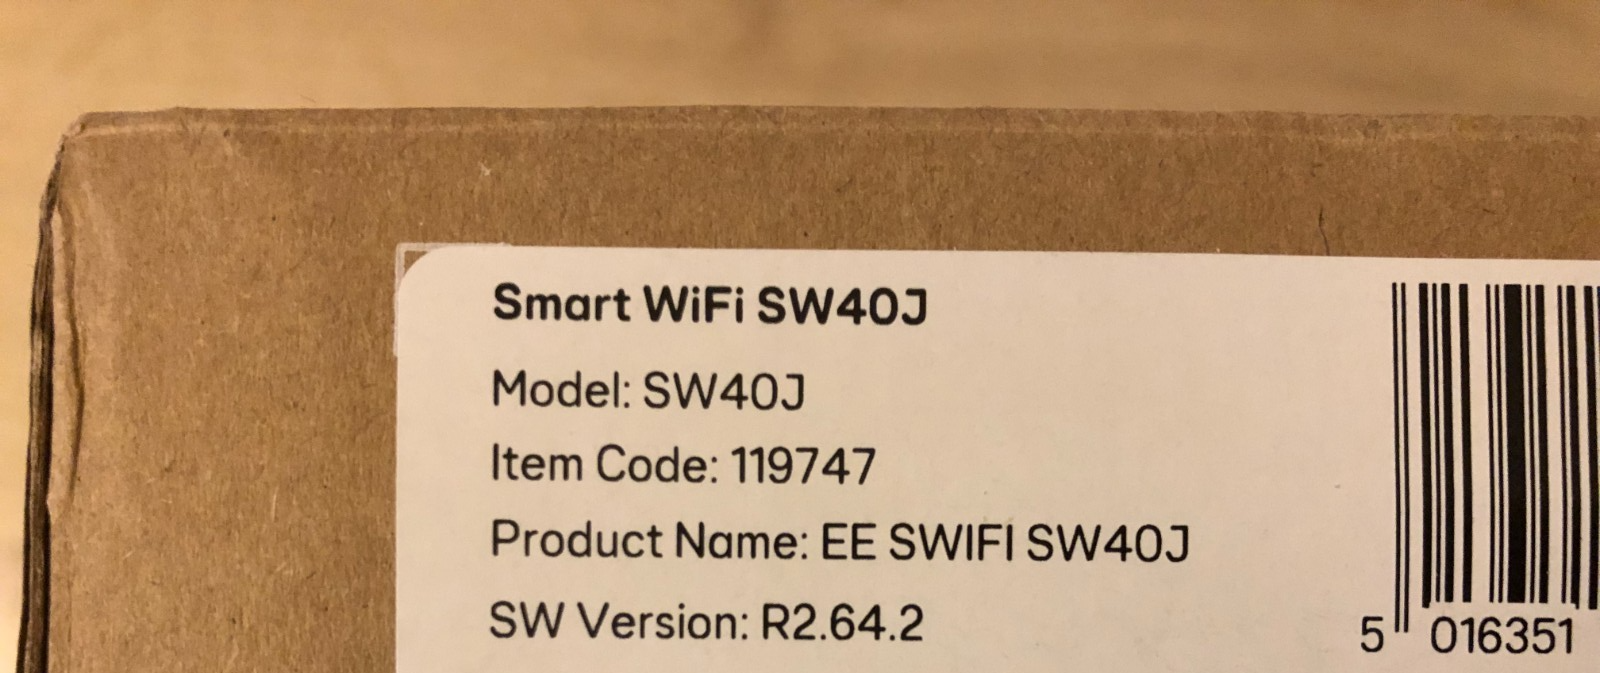 Smart WiFi SW40J
Model: SW40J
Item Code: 119747
Product Name: EE SWIFI SW40J
SW Version: R2.64.2
5 016351